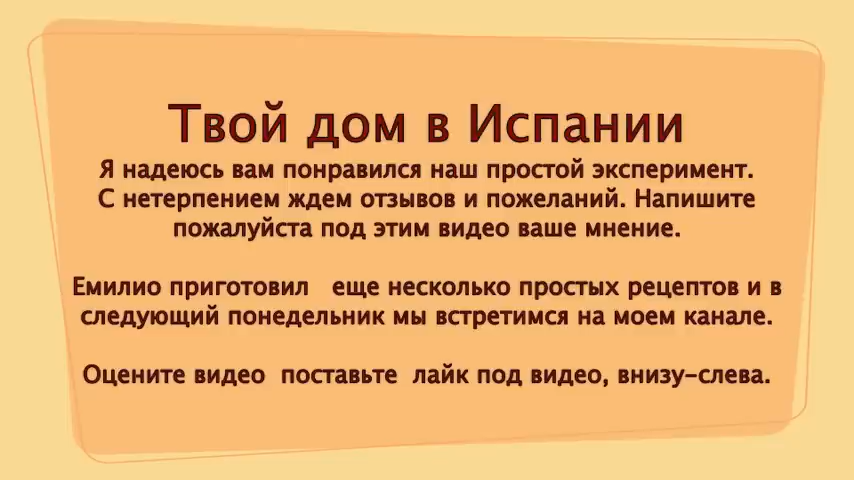 Твой дом в Испании
Я надеюсь вам понравился наш простой эксперимент.
С нетерпением ждем отзывов и пожеланий. Напишите
пожалуйста под этим видео ваше мнение.
Емилио приготовил еще несколько простых рецептов и в
следующий понедельник мы встретимся на моем канале.
Оцените видео поставьте лайк под видео, внизу-слева.